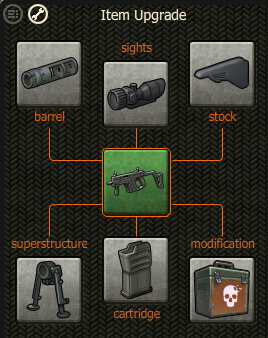 Item Upgrade
sights
barrel
stock
superstructure
modification
cartridge